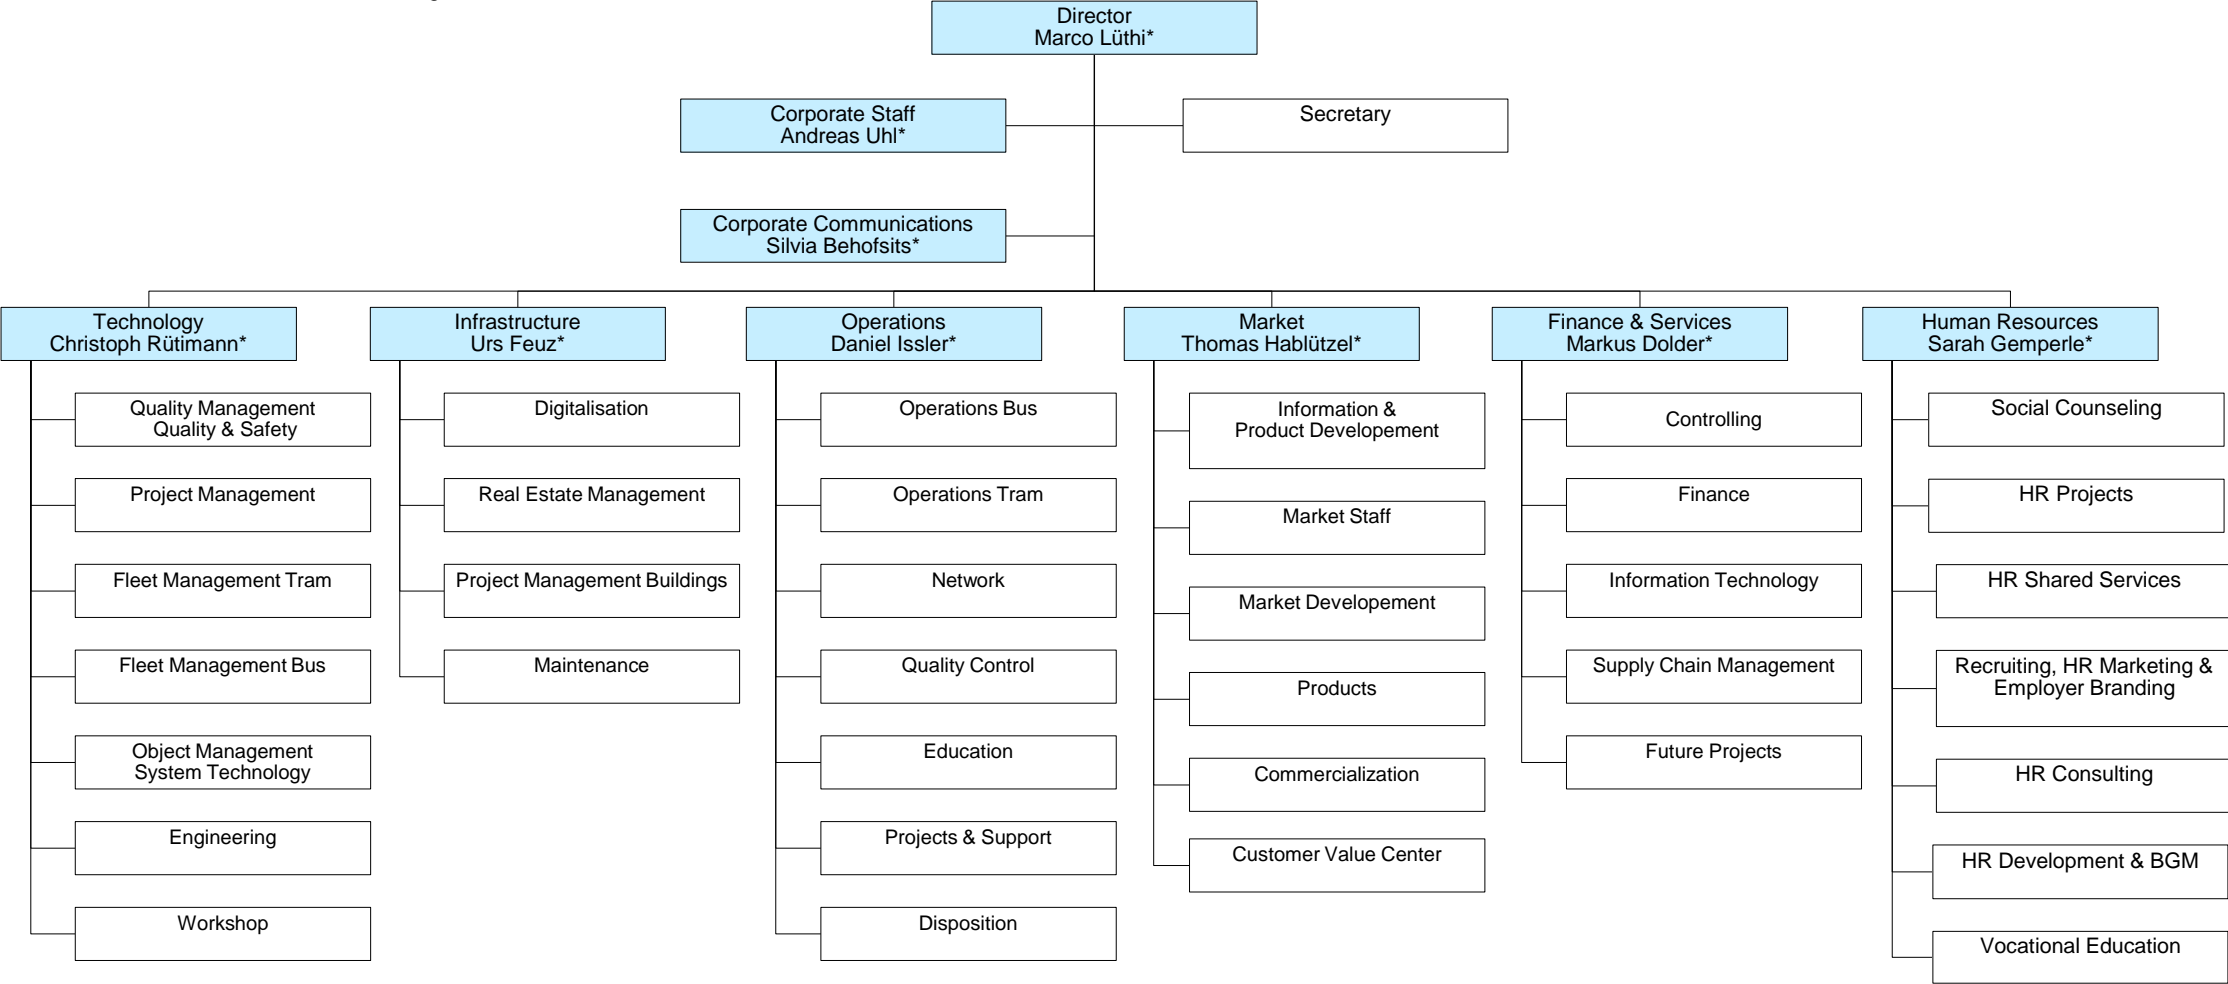 Director
Marco Lüthi*
Corporate Staff
Andreas Uhl*
Secretary
Corporate Communications
Silvia Behofsits*
Technology
Christoph Rütimann*
Infrastructure
Urs Feuz*
Operations
Daniel Issler*
Market
Thomas Hablützel*
Finance & Services
Markus Dolder*
Human Resources
Sarah Gemperle*
Quality Management
Quality & Safety
Project Management
Fleet Management Tram
Fleet Management Bus
Object Management
System Technology
Engineering
Workshop
Digitalisation
Real Estate Management
Project Management Buildings
Maintenance
Operations Bus
Operations Tram
Network
Quality Control
Education
Projects & Support
Disposition
Information &
Product Developement
Market Staff
Market Developement
Products
Commercialization
Customer Value Center
Controlling
Finance
Information Technology
Supply Chain Management
Future Projects
Social Counseling
HR Projects
HR Shared Services
Recruiting, HR Marketing &
Employer Branding
HR Consulting
HR Development & BGM
Vocational Education